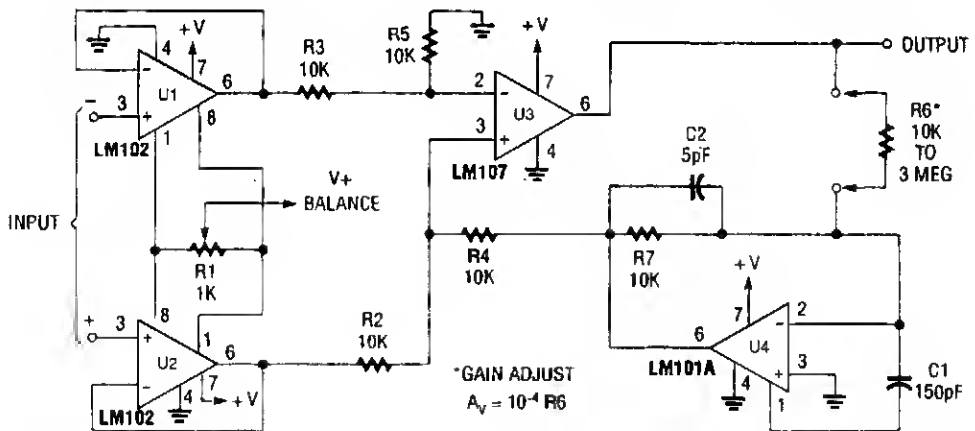 +V
4
7
−
U1
6
3
+
8
1
LM102
−
R3
10K
R5
10K
+V
2
−
7
U3
6
3
+
4
LM107
OUTPUT
R6*
10K
TO
3 MEG
C2
5pF
V+
BALANCE
INPUT
R1
1K
R4
10K
R7
10K
+
3
8
+
1
U2
6
−
4
7
+V
LM102
R2
10K
+V
7
2
−
6
U4
3
+
4
1
LM101A
C1
150pF
*GAIN ADJUST
A_V = 10⁻⁴ R6